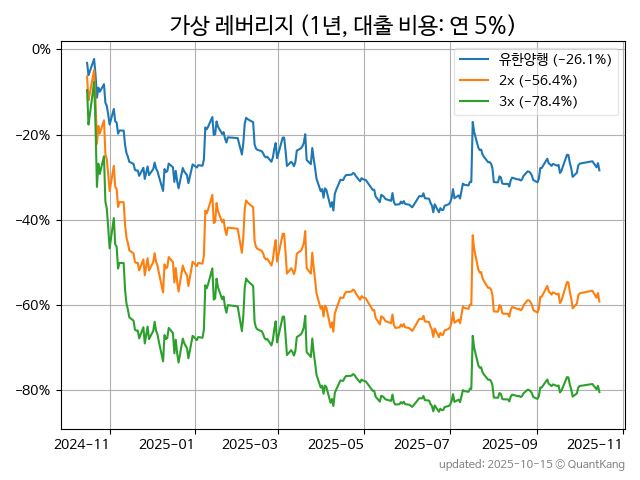 가상 레버리지 (1년, 대출 비용: 연 5%)
유한양행 (−26.1%)
2x (−56.4%)
3x (−78.4%)
0%
−20%
−40%
−60%
−80%
2024−11 2025−01 2025−03 2025−05 2025−07 2025−09 2025−11
updated: 2025-10-15 © QuantKang